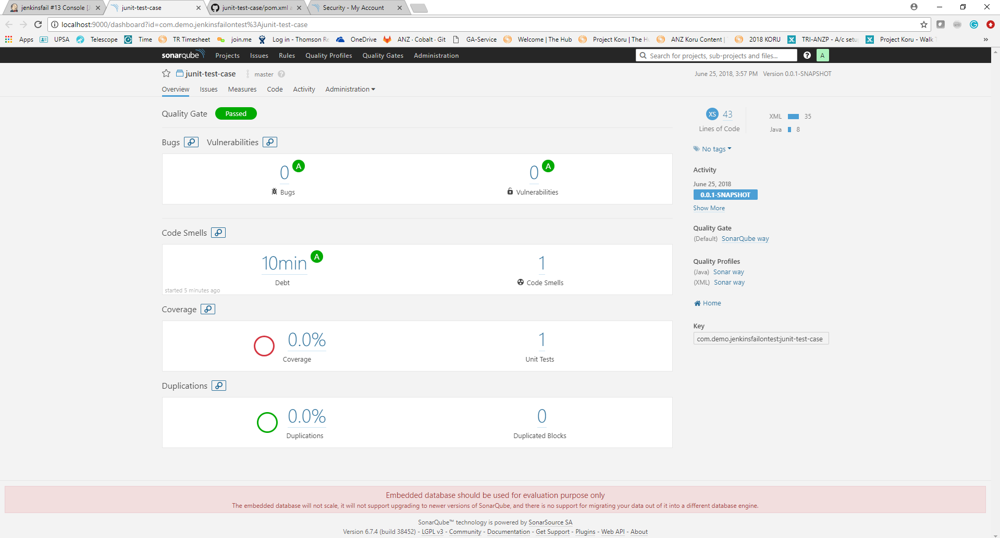 jenkinsfail #13 Console [J junit-test-case junit-test-case/pom.xml a Security - My Account
localhost:9000/dashboard?id=com.demo.jenkinsfailontest%3Ajunit-test-case
Apps UPSA Telescope Time TR Timesheet join.me Log in - Thomson Re OneDrive ANZ · Cobalt · Git GA-Service Welcome | The Hub Project Koru | The Hu ANZ Koru Content | 2018 KORU TRI-ANZP - A/c setu Project Koru - Walk T »
sonarqube Projects Issues Rules Quality Profiles Quality Gates Administration Search for projects, sub-projects and files... ? A
junit-test-case master ? June 25, 2018, 3:57 PM Version 0.0.1-SNAPSHOT
Overview Issues Measures Code Activity Administration
Quality Gate Passed
Bugs Vulnerabilities
0 A 0 A
Bugs Vulnerabilities
Code Smells
10min A 1
Debt Code Smells
started 5 minutes ago
Coverage
0.0% 1
Coverage Unit Tests
Duplications
0.0% 0
Duplications Duplicated Blocks
XS 43
Lines of Code
XML 35
Java 8
No tags
Activity
June 25, 2018
0.0.1-SNAPSHOT
Show More
Quality Gate
(Default) SonarQube way
Quality Profiles
(Java) Sonar way
(XML) Sonar way
Home
Key
com.demo.jenkinsfailontest:junit-test-case
Embedded database should be used for evaluation purpose only
The embedded database will not scale, it will not support upgrading to newer versions of SonarQube, and there is no support for migrating your data out of it into a different database engine.
SonarQube™ technology is powered by SonarSource SA
Version 6.7.4 (build 38452) - LGPL v3 - Community - Documentation - Get Support - Plugins - Web API - About